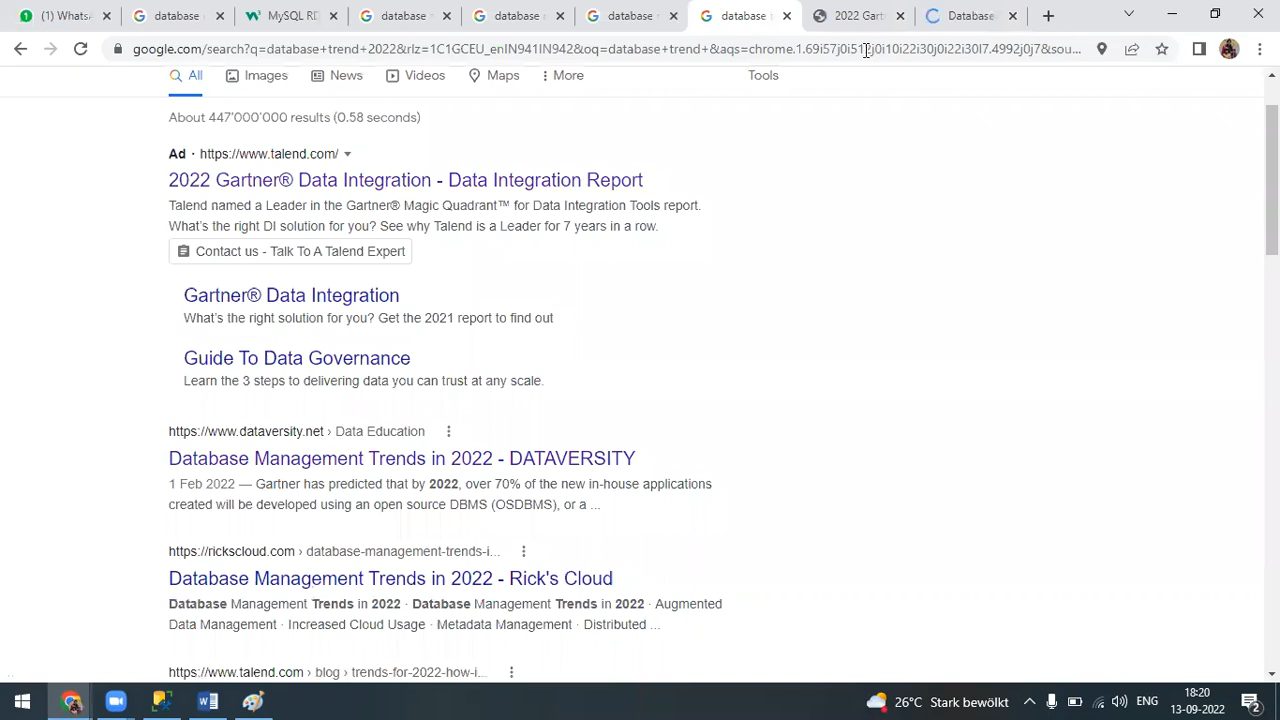 (1) WhatsA
database
MySQL RD
database
database
database
database
2022 Gart
Database
google.com/search?q=database+trend+2022&rlz=1C1GCEU_enIN941IN942&oq=database+trend+&aqs=chrome.1.69i57j0i51 j0i10i22i30j0i22i30l7.4992j0j7&sou...
All
Images
News
Videos
Maps
More
Tools
About 447'000'000 results (0.58 seconds)
Ad · https://www.talend.com/
2022 Gartner® Data Integration - Data Integration Report
Talend named a Leader in the Gartner® Magic Quadrant™ for Data Integration Tools report.
What's the right DI solution for you? See why Talend is a Leader for 7 years in a row.
Contact us - Talk To A Talend Expert
Gartner® Data Integration
What's the right solution for you? Get the 2021 report to find out
Guide To Data Governance
Learn the 3 steps to delivering data you can trust at any scale.
https://www.dataversity.net › Data Education
Database Management Trends in 2022 - DATAVERSITY
1 Feb 2022 — Gartner has predicted that by 2022, over 70% of the new in-house applications
created will be developed using an open source DBMS (OSDBMS), or a ...
https://rickscloud.com › database-management-trends-i...
Database Management Trends in 2022 - Rick's Cloud
Database Management Trends in 2022 · Database Management Trends in 2022 · Augmented
Data Management · Increased Cloud Usage · Metadata Management · Distributed ...
https://www.talend.com › blog › trends-for-2022-how-i...
26°C Stark bewölkt
ENG
18:20
13-09-2022
2